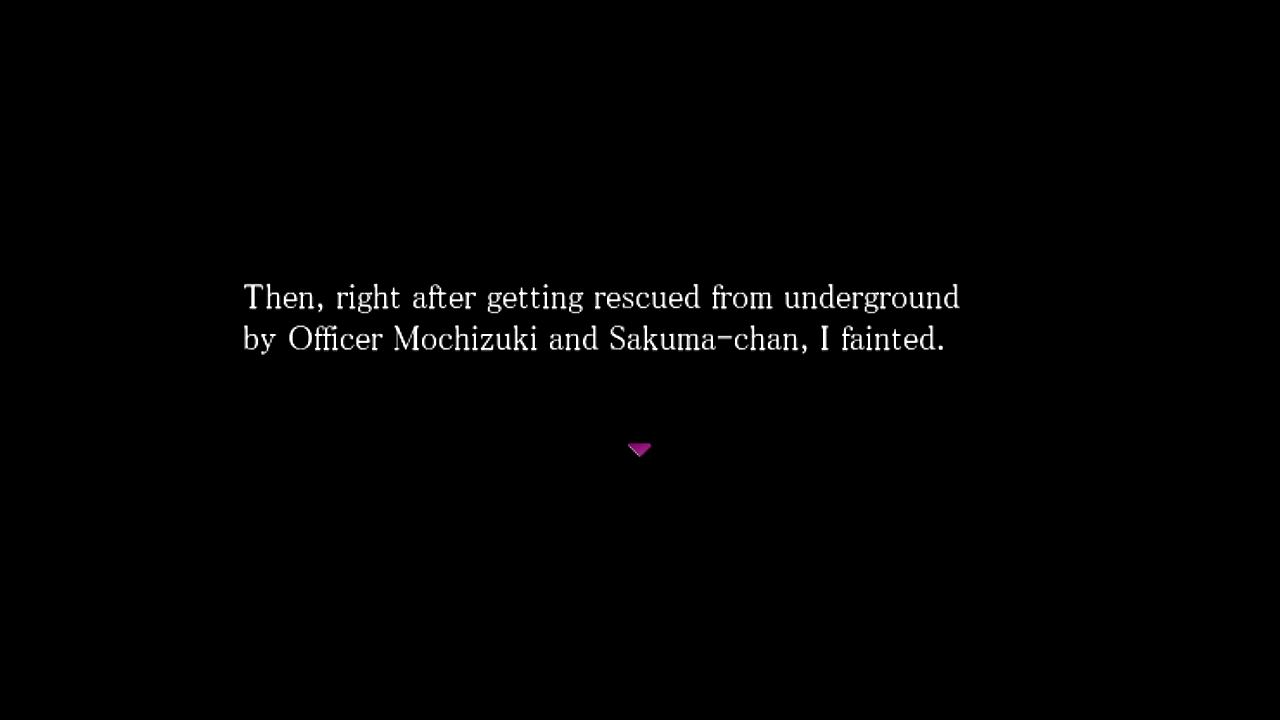 Then, right after getting rescued from underground
by Officer Mochizuki and Sakuma-chan, I fainted.